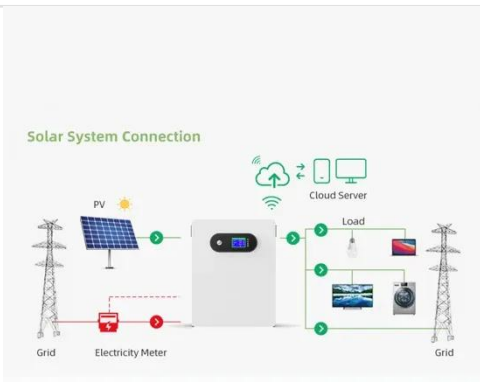 Solar System Connection
Cloud Server
PV
Load
Grid
Electricity Meter
Grid